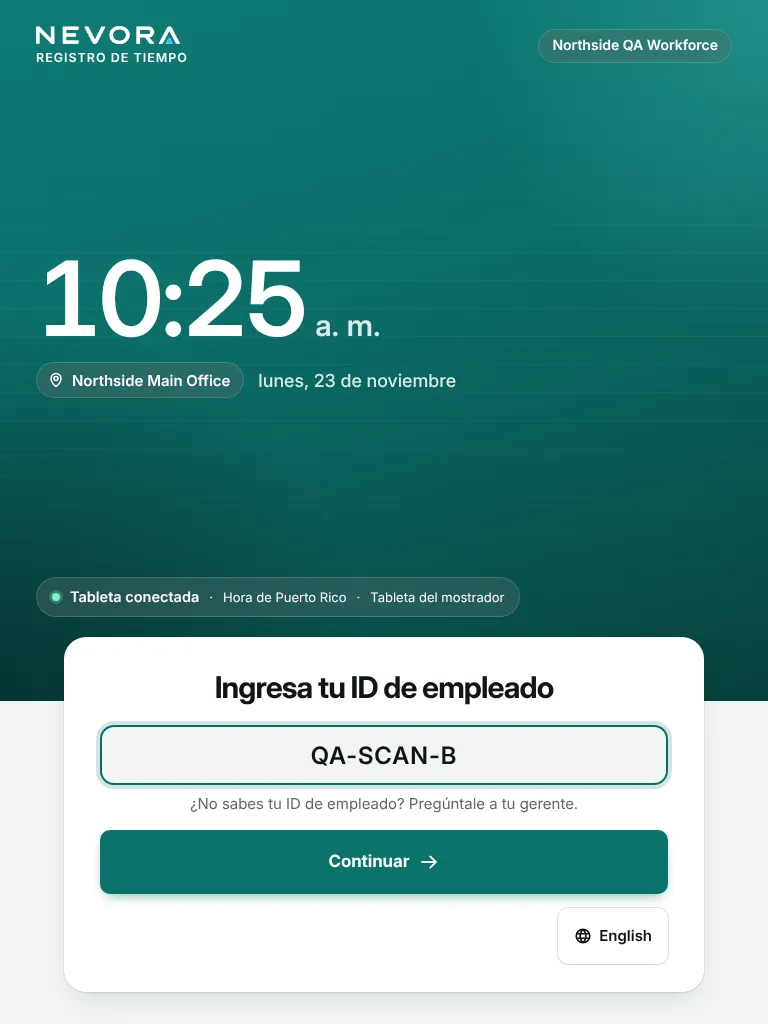 NEVORA
REGISTRO DE TIEMPO
Northside QA Workforce
10:25 a. m.
Northside Main Office
lunes, 23 de noviembre
Tableta conectada · Hora de Puerto Rico · Tableta del mostrador
Ingresa tu ID de empleado
QA-SCAN-B
¿No sabes tu ID de empleado? Pregúntale a tu gerente.
Continuar →
English